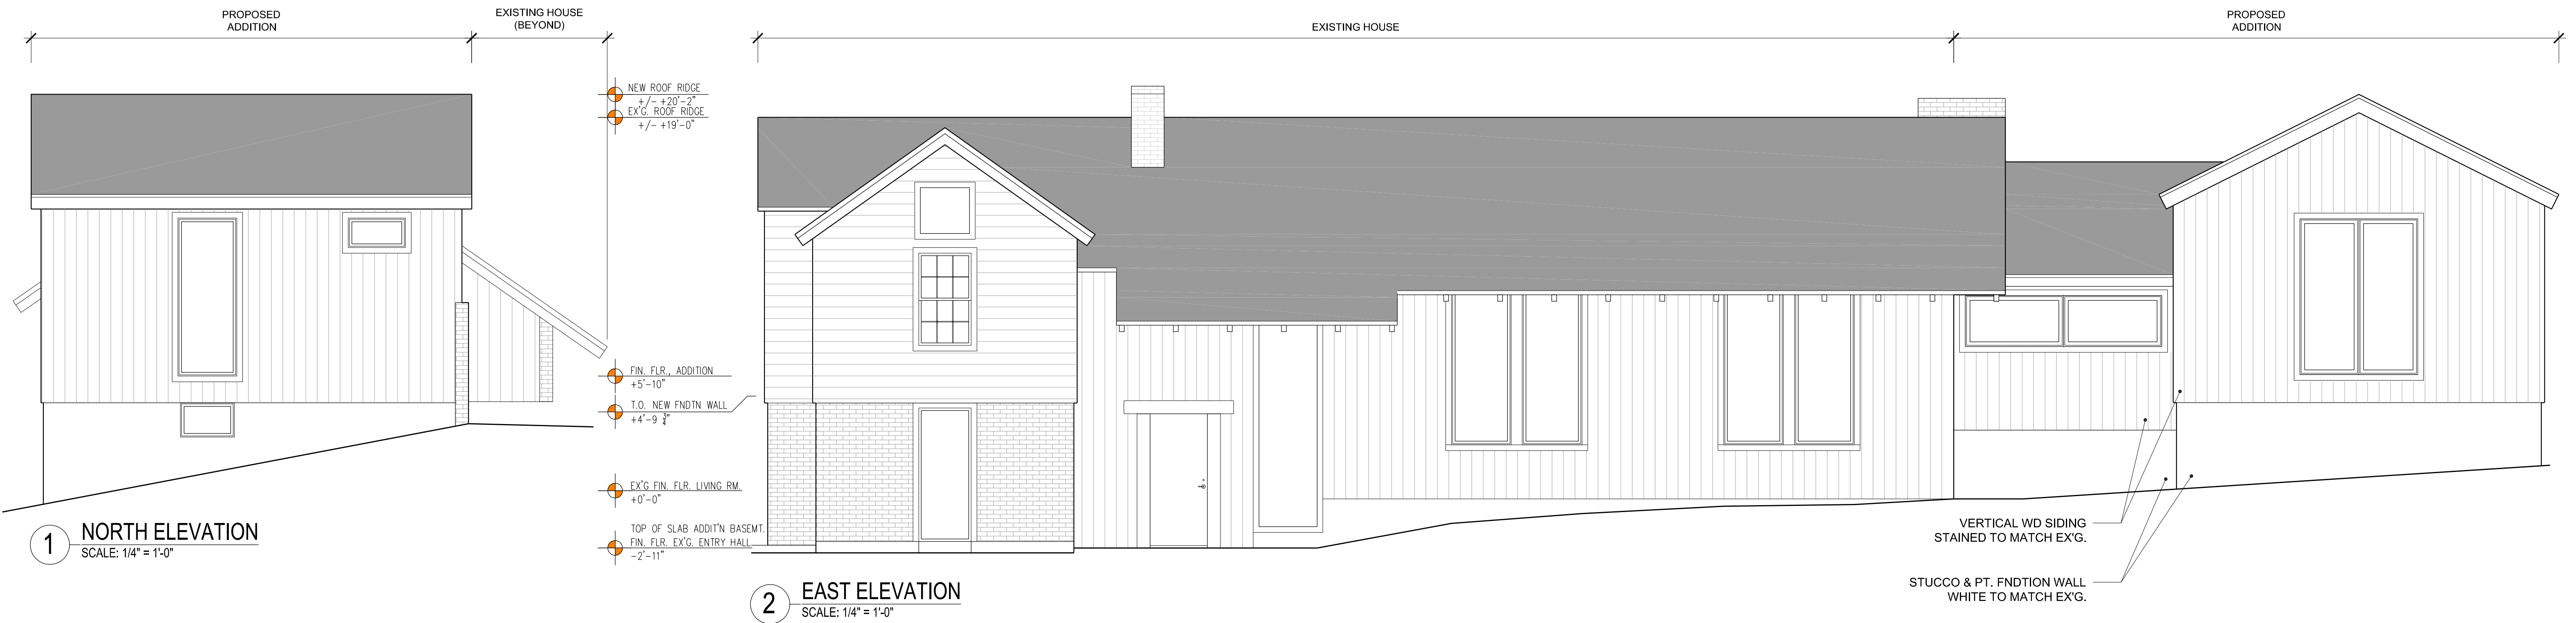 PROPOSED
ADDITION
EXISTING HOUSE
(BEYOND)
EXISTING HOUSE
PROPOSED
ADDITION
NEW ROOF RIDGE
+/- +20'-2"
EX'G. ROOF RIDGE
+/- +19'-0"
FIN. FLR., ADDITION
+5'-10"
T.O. NEW FNDTN WALL
+4'-9 3/4"
EX'G FIN. FLR. LIVING RM.
+0'-0"
TOP OF SLAB ADDIT'N BASEMT.
FIN. FLR. EX'G. ENTRY HALL
-2'-11"
1
NORTH ELEVATION
SCALE: 1/4" = 1'-0"
VERTICAL WD SIDING
STAINED TO MATCH EX'G.
STUCCO & PT. FNDTION WALL
WHITE TO MATCH EX'G.
2
EAST ELEVATION
SCALE: 1/4" = 1'-0"